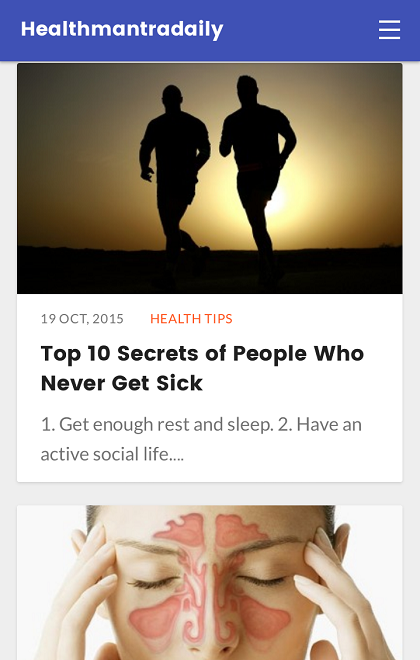 Healthmantradaily
19 OCT, 2015 HEALTH TIPS
Top 10 Secrets of People Who
Never Get Sick
1. Get enough rest and sleep. 2. Have an
active social life....